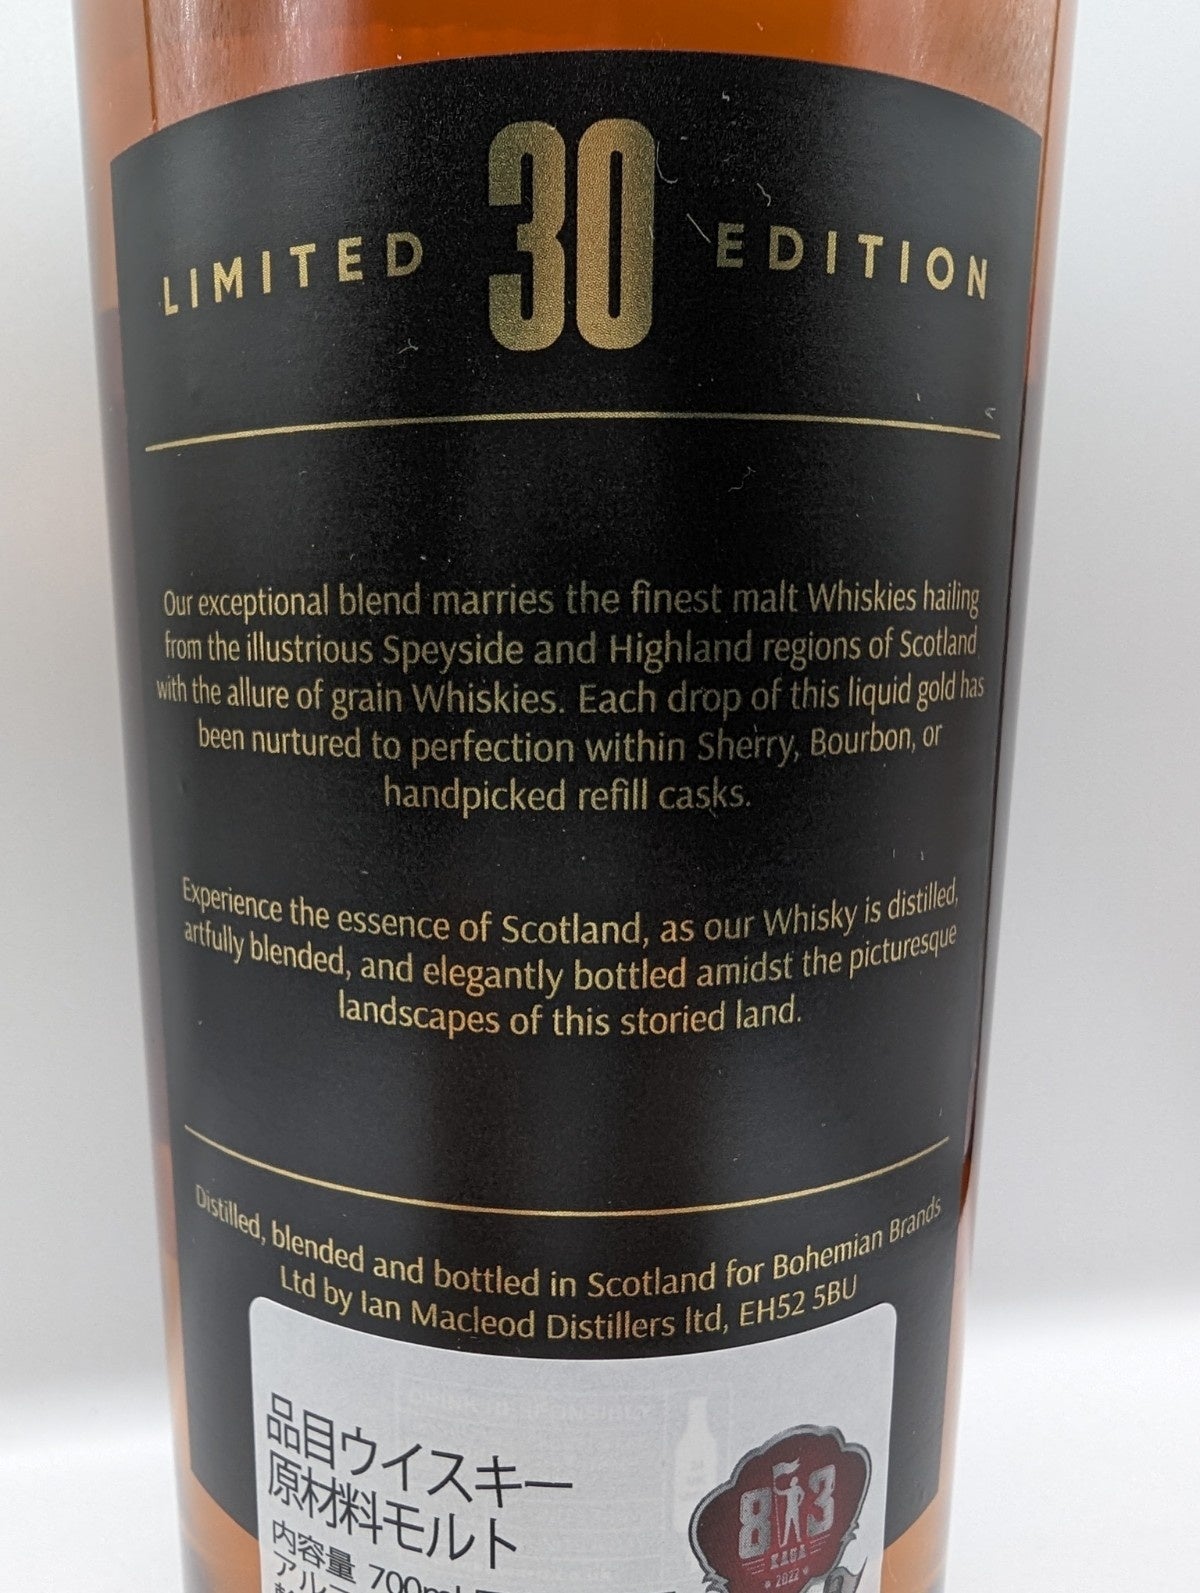 LIMITED 30 EDITION
Our exceptional blend marries the finest malt Whiskies hailing
from the illustrious Speyside and Highland regions of Scotland
with the allure of grain Whiskies. Each drop of this liquid gold has
been nurtured to perfection within Sherry, Bourbon, or
handpicked refill casks.
Experience the essence of Scotland, as our Whisky is distilled,
artfully blended, and elegantly bottled amidst the picturesque
landscapes of this storied land.
Distilled, blended and bottled in Scotland for Bohemian Brands
Ltd by Ian Macleod Distillers ltd, EH52 5BU
品目ウイスキー
原材料モルト
内容量 700ml
813
KAGA
2022